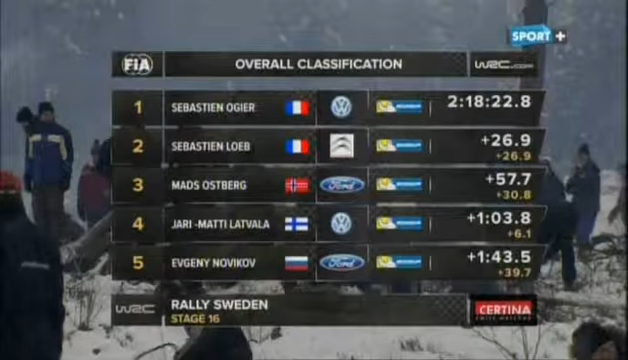 SPORT +
FIA OVERALL CLASSIFICATION WRC.com
1 SEBASTIEN OGIER 2:18:22.8
2 SEBASTIEN LOEB +26.9
+26.9
3 MADS OSTBERG Ford +57.7
+30.8
4 JARI -MATTI LATVALA +1:03.8
+6.1
5 EVGENY NOVIKOV Ford +1:43.5
+39.7
WRC RALLY SWEDEN
STAGE 16
CERTINA